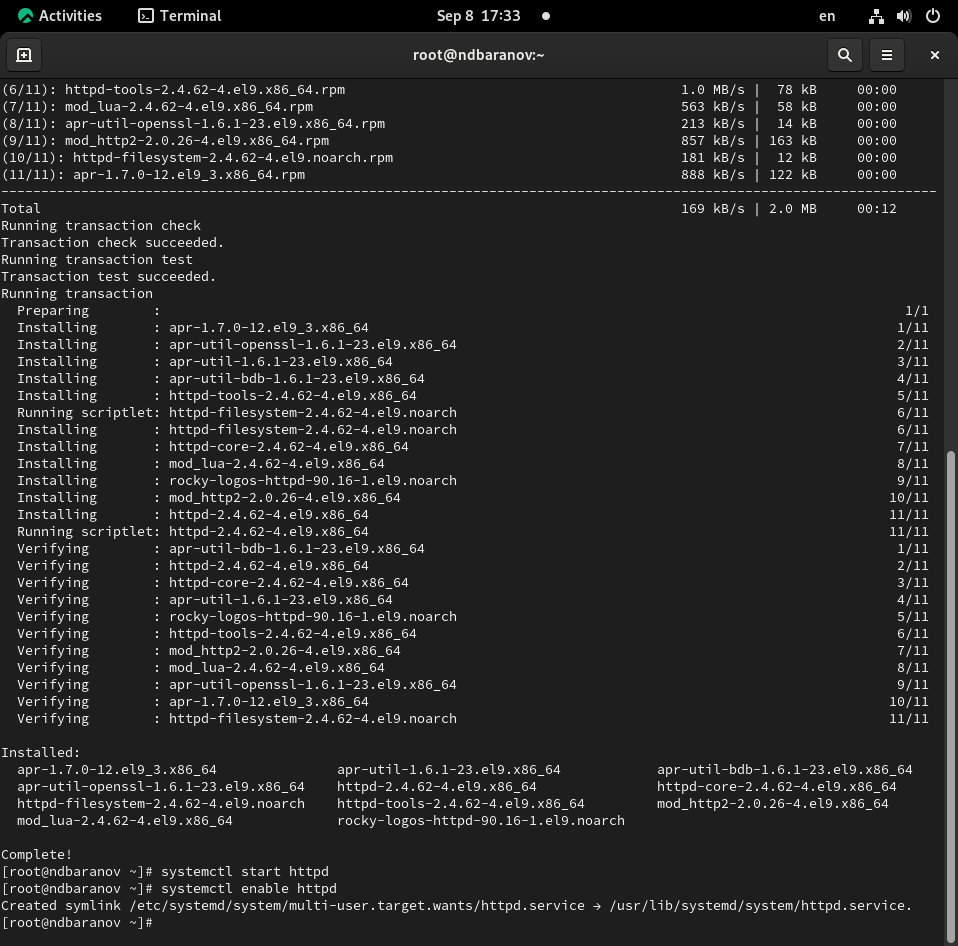 Activities Terminal Sep 8 17:33 en
root@ndbaranov:~
(6/11): httpd-tools-2.4.62-4.el9.x86_64.rpm 1.0 MB/s | 78 kB 00:00
(7/11): mod_lua-2.4.62-4.el9.x86_64.rpm 563 kB/s | 58 kB 00:00
(8/11): apr-util-openssl-1.6.1-23.el9.x86_64.rpm 213 kB/s | 14 kB 00:00
(9/11): mod_http2-2.0.26-4.el9.x86_64.rpm 857 kB/s | 163 kB 00:00
(10/11): httpd-filesystem-2.4.62-4.el9.noarch.rpm 181 kB/s | 12 kB 00:00
(11/11): apr-1.7.0-12.el9_3.x86_64.rpm 888 kB/s | 122 kB 00:00
--------------------------------------------------------------------------------
Total 169 kB/s | 2.0 MB 00:12
Running transaction check
Transaction check succeeded.
Running transaction test
Transaction test succeeded.
Running transaction
Preparing : 1/1
Installing : apr-1.7.0-12.el9_3.x86_64 1/11
Installing : apr-util-openssl-1.6.1-23.el9.x86_64 2/11
Installing : apr-util-1.6.1-23.el9.x86_64 3/11
Installing : apr-util-bdb-1.6.1-23.el9.x86_64 4/11
Installing : httpd-tools-2.4.62-4.el9.x86_64 5/11
Running scriptlet: httpd-filesystem-2.4.62-4.el9.noarch 6/11
Installing : httpd-filesystem-2.4.62-4.el9.noarch 6/11
Installing : httpd-core-2.4.62-4.el9.x86_64 7/11
Installing : mod_lua-2.4.62-4.el9.x86_64 8/11
Installing : rocky-logos-httpd-90.16-1.el9.noarch 9/11
Installing : mod_http2-2.0.26-4.el9.x86_64 10/11
Installing : httpd-2.4.62-4.el9.x86_64 11/11
Running scriptlet: httpd-2.4.62-4.el9.x86_64 11/11
Verifying : apr-util-bdb-1.6.1-23.el9.x86_64 1/11
Verifying : httpd-2.4.62-4.el9.x86_64 2/11
Verifying : httpd-core-2.4.62-4.el9.x86_64 3/11
Verifying : apr-util-1.6.1-23.el9.x86_64 4/11
Verifying : rocky-logos-httpd-90.16-1.el9.noarch 5/11
Verifying : httpd-tools-2.4.62-4.el9.x86_64 6/11
Verifying : mod_http2-2.0.26-4.el9.x86_64 7/11
Verifying : mod_lua-2.4.62-4.el9.x86_64 8/11
Verifying : apr-util-openssl-1.6.1-23.el9.x86_64 9/11
Verifying : apr-1.7.0-12.el9_3.x86_64 10/11
Verifying : httpd-filesystem-2.4.62-4.el9.noarch 11/11
Installed:
apr-1.7.0-12.el9_3.x86_64 apr-util-1.6.1-23.el9.x86_64 apr-util-bdb-1.6.1-23.el9.x86_64
apr-util-openssl-1.6.1-23.el9.x86_64 httpd-2.4.62-4.el9.x86_64 httpd-core-2.4.62-4.el9.x86_64
httpd-filesystem-2.4.62-4.el9.noarch httpd-tools-2.4.62-4.el9.x86_64 mod_http2-2.0.26-4.el9.x86_64
mod_lua-2.4.62-4.el9.x86_64 rocky-logos-httpd-90.16-1.el9.noarch
Complete!
[root@ndbaranov ~]# systemctl start httpd
[root@ndbaranov ~]# systemctl enable httpd
Created symlink /etc/systemd/system/multi-user.target.wants/httpd.service → /usr/lib/systemd/system/httpd.service.
[root@ndbaranov ~]#